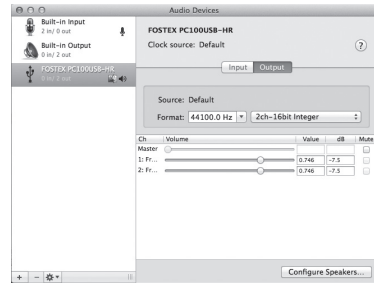 Audio Devices
Built-in Input
2 in/ 0 out
Built-in Output
0 in/ 2 out
FOSTEX PC100USB-HR
0 in/ 2 out
FOSTEX PC100USB-HR
Clock source: Default
?
Input Output
Source: Default
Format: 44100.0 Hz 2ch-16bit Integer
Ch Volume Value dB Mute
Master
1: Fr... 0.746 -7.5
2: Fr... 0.746 -7.5
+ −
Configure Speakers...